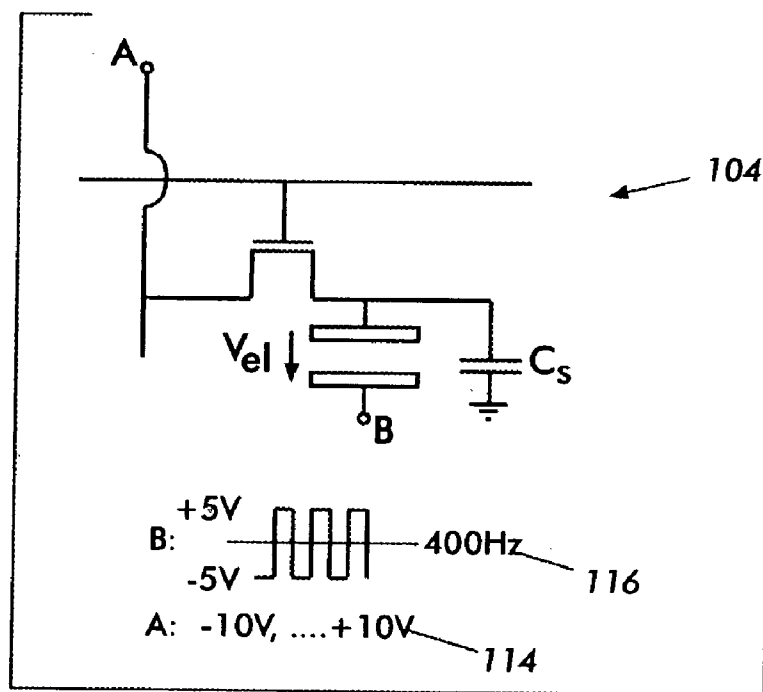 A
104
Vel
Cs
B
+5V
B:
400Hz
116
-5V
A: -10V, ....+10V
114